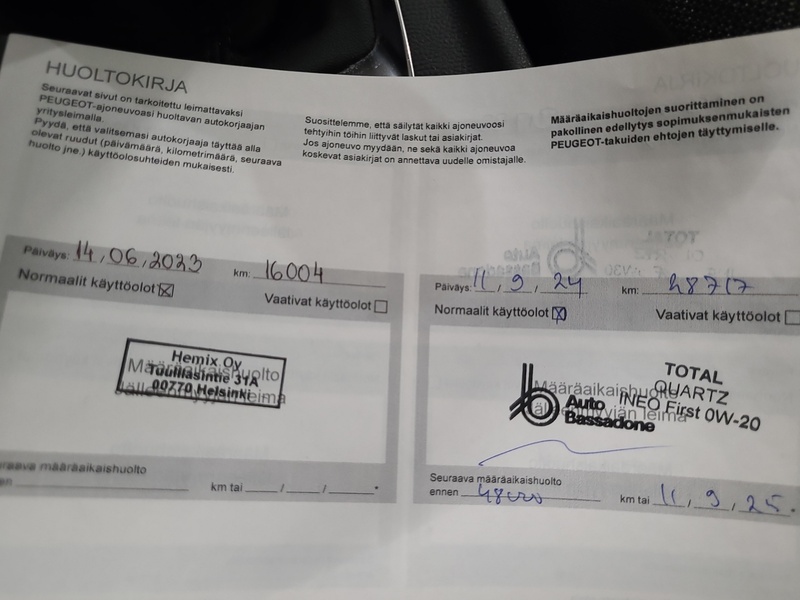 HUOLTOKIRJA
Seuraavat sivut on tarkoitettu leimattavaksi
PEUGEOT-ajoneuvoasi huoltavan autokorjaajan
yritysleimalla.
Pyydä, että valitsemasi autokorjaaja täyttää alla
olevat ruudut (päivämäärä, kilometrimäärä, seuraava
huolto jne.) käyttöolosuhteiden mukaisesti.
Suosittelemme, että säilytät kaikki ajoneuvoosi
tehtyihin töihin liittyvät laskut tai asiakirjat.
Jos ajoneuvo myydään, ne sekä kaikki ajoneuvoa
koskevat asiakirjat on annettava uudelle omistajalle.
Määräaikaishuoltojen suorittaminen on
pakollinen edellytys sopimuksenmukaisten
PEUGEOT-takuiden ehtojen täyttymiselle.
Päiväys: 14,06,2023 km: 16004
Normaalit käyttöolot Vaativat käyttöolot
Määräaikaishuolto
Jälleenmyyjän leima
Hemix Oy
Tuulilasintie 31A
00770 Helsinki
km tai / / .
Päiväys: 11, 9, 24 km:
Normaalit käyttöolot Vaativat käyttöolot
Määräaikaishuolto
Jälleenmyyjän leima
Auto
Bassadone
TOTAL
QUARTZ
INEO First 0W-20
Seuraava määräaikaishuolto
ennen km tai 11, 9, 25.